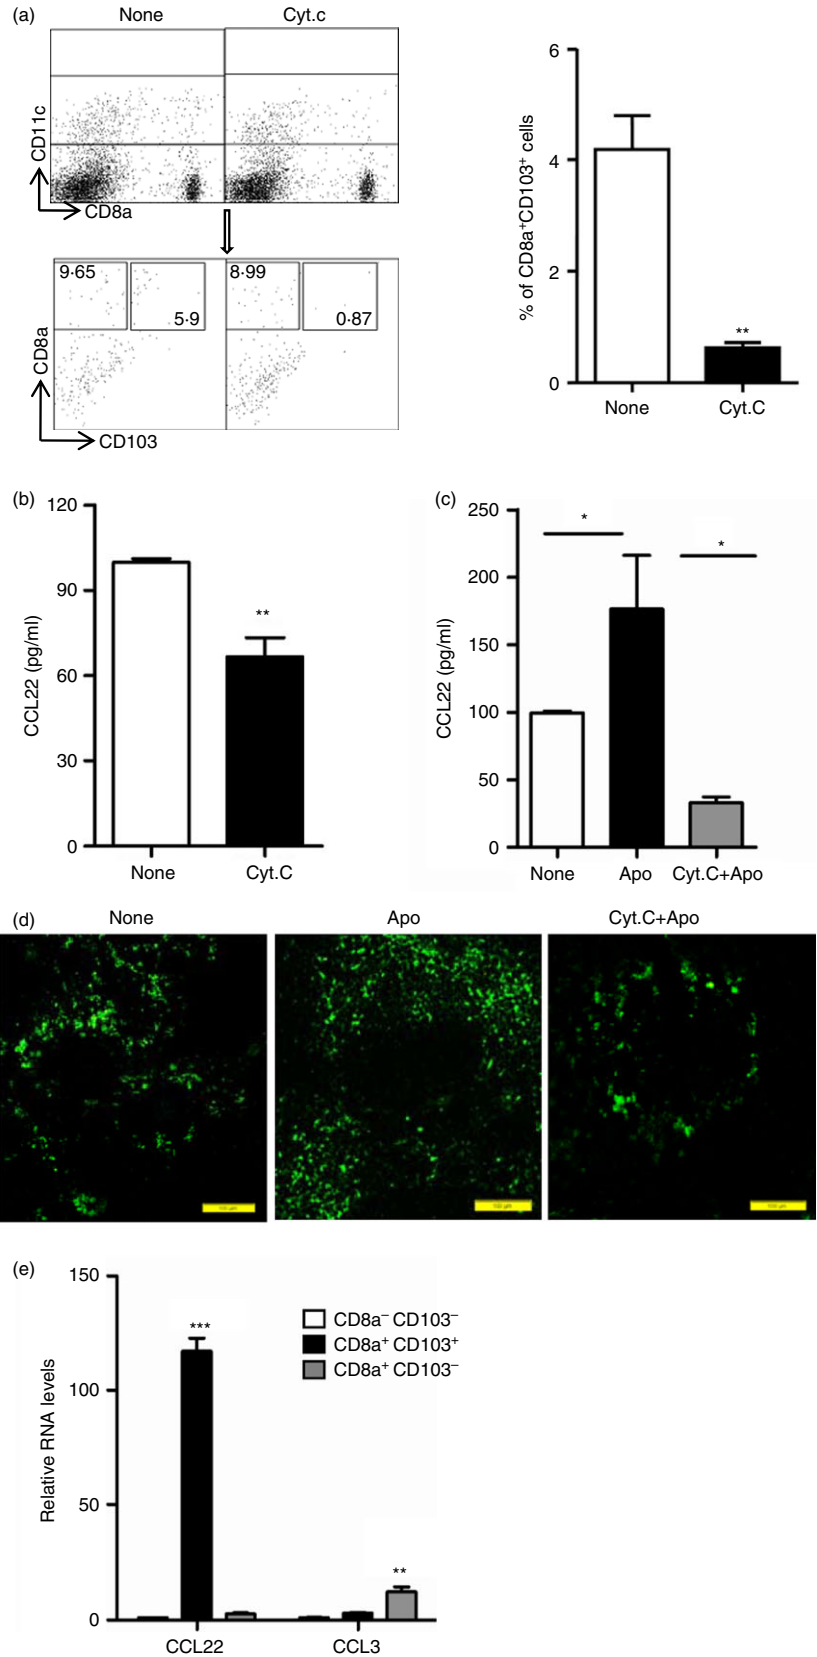 (a)
None
Cyt.c
CD11c
CD8a
9·65
5·9
8·99
0·87
CD8a
CD103
% of CD8a⁺CD103⁺ cells
6
4
2
0
**
None
Cyt.C
(b)
CCL22 (pg/ml)
120
90
60
30
0
**
None
Cyt.C
(c)
CCL22 (pg/ml)
250
200
150
100
50
0
*
*
None
Apo
Cyt.C+Apo
(d)
None
Apo
Cyt.C+Apo
(e)
Relative RNA levels
150
100
50
0
***
**
CD8a⁻ CD103⁻
CD8a⁺ CD103⁺
CD8a⁺ CD103⁻
CCL22
CCL3